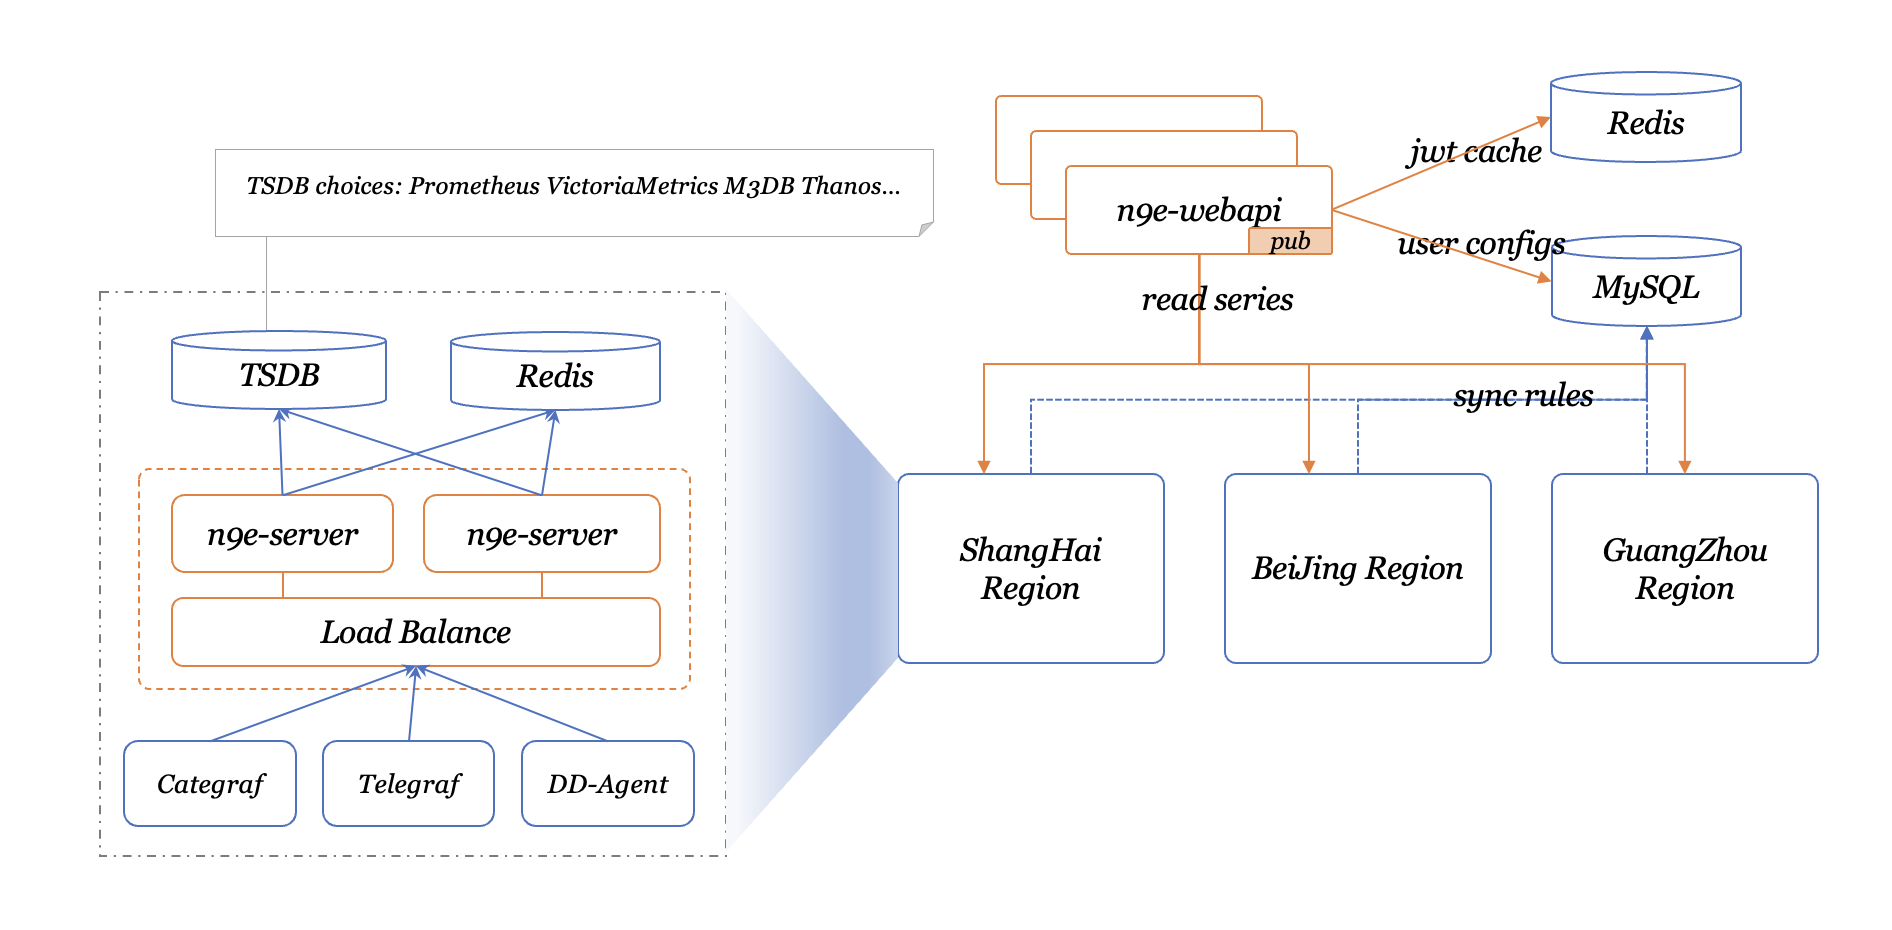 TSDB choices: Prometheus VictoriaMetrics M3DB Thanos...
TSDB
Redis
n9e-server
n9e-server
Load Balance
Categraf
Telegraf
DD-Agent
n9e-webapi
pub
jwt cache
Redis
user configs
MySQL
read series
sync rules
ShangHai
Region
BeiJing Region
GuangZhou
Region